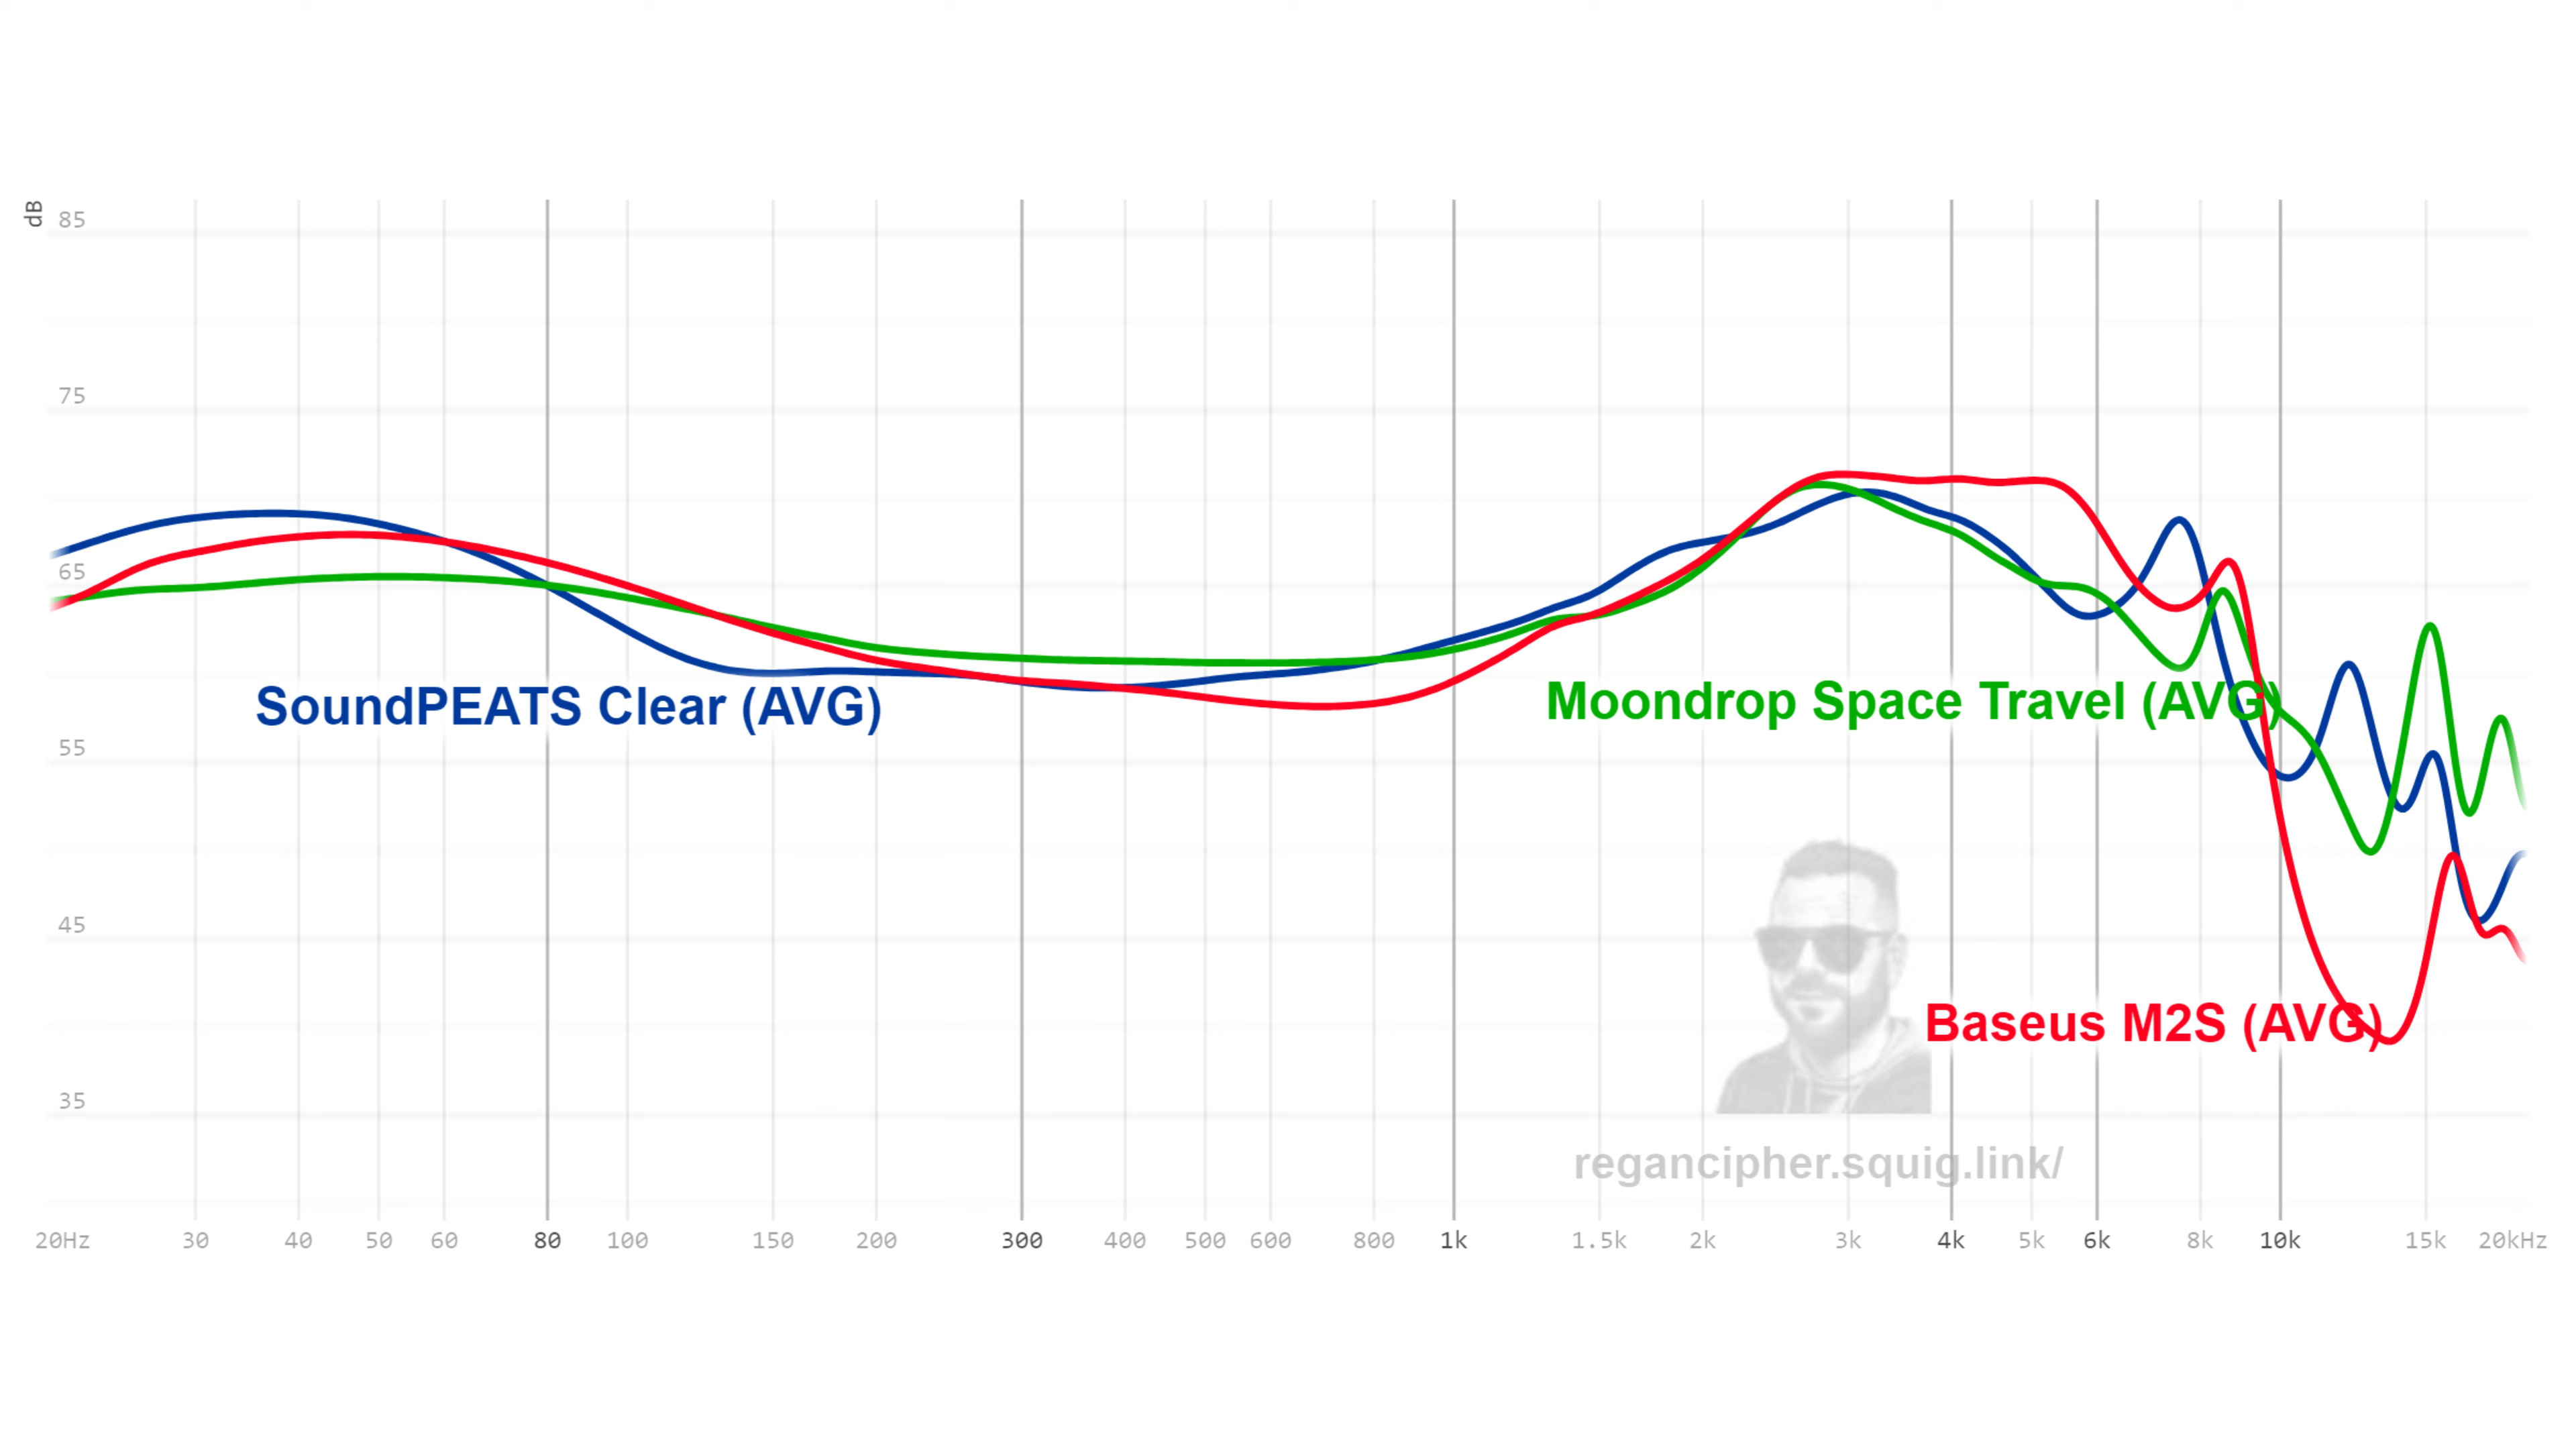 dB
85
75
65
55
45
35
SoundPEATS Clear (AVG)
Moondrop Space Travel (AVG)
Baseus M2S (AVG)
regancipher.squig.link/
20Hz 30 40 50 60 80 100 150 200 300 400 500 600 800 1k 1.5k 2k 3k 4k 5k 6k 8k 10k 15k 20kHz